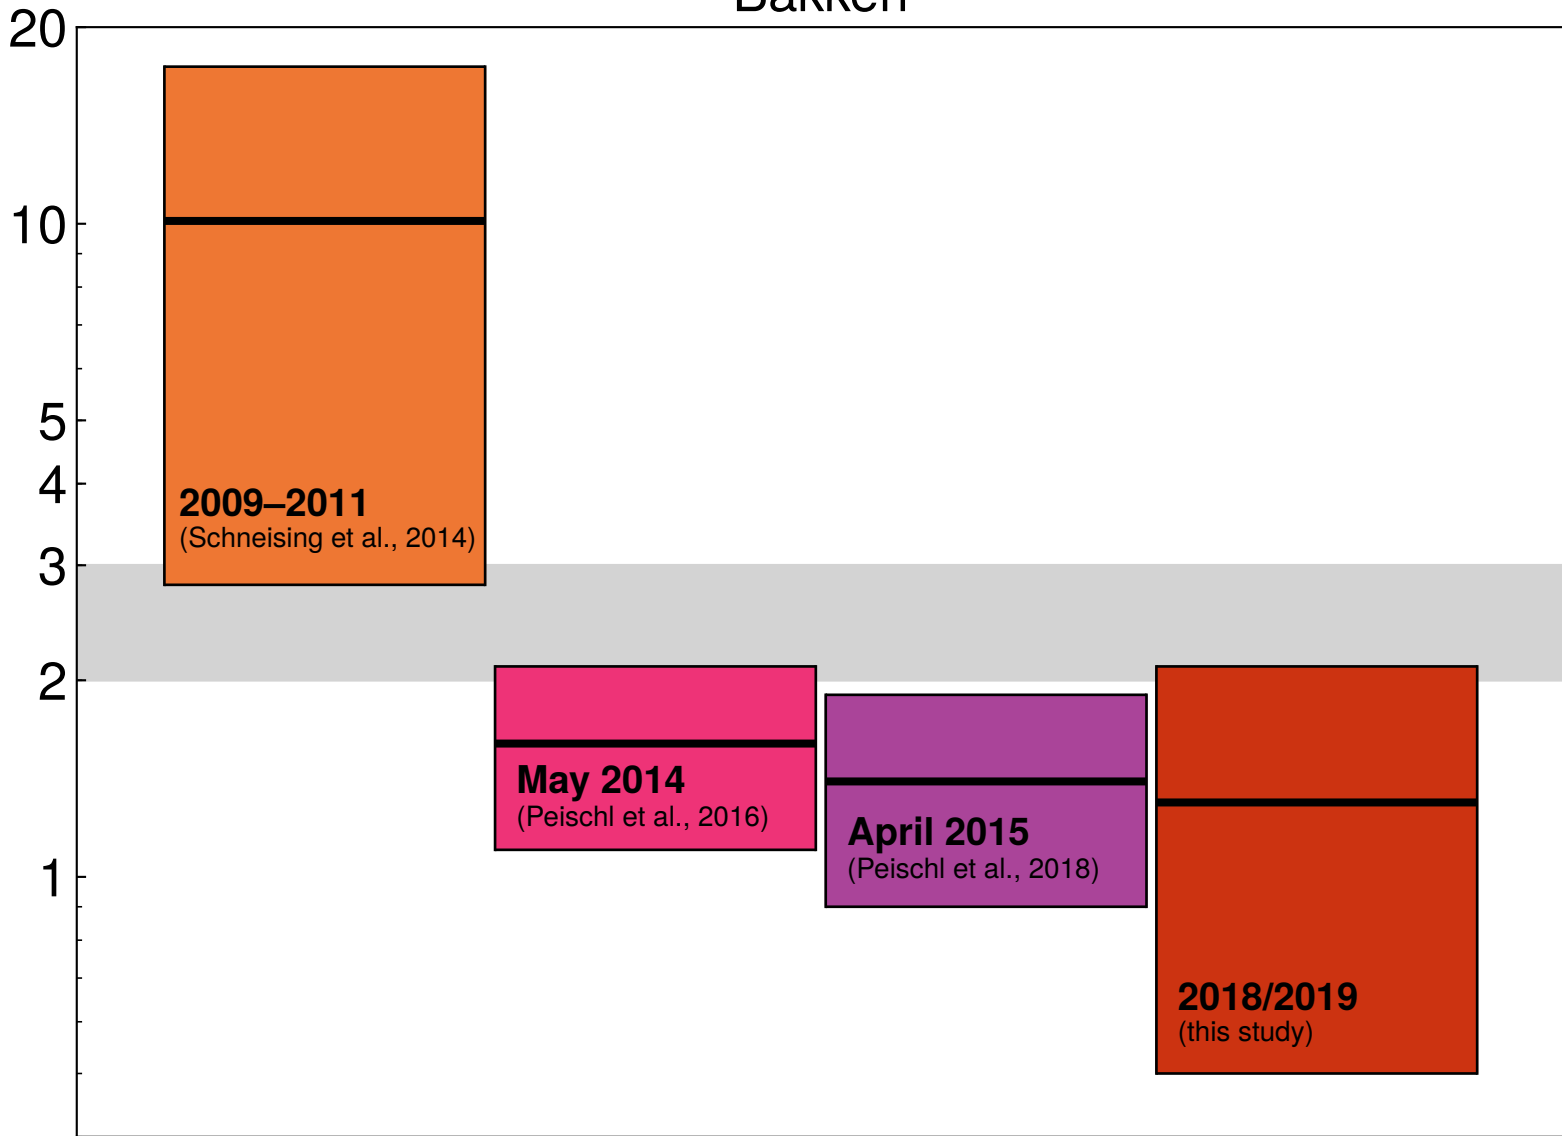 Bakken
20
10
5
4
3
2
1
2009–2011
(Schneising et al., 2014)
May 2014
(Peischl et al., 2016)
April 2015
(Peischl et al., 2018)
2018/2019
(this study)